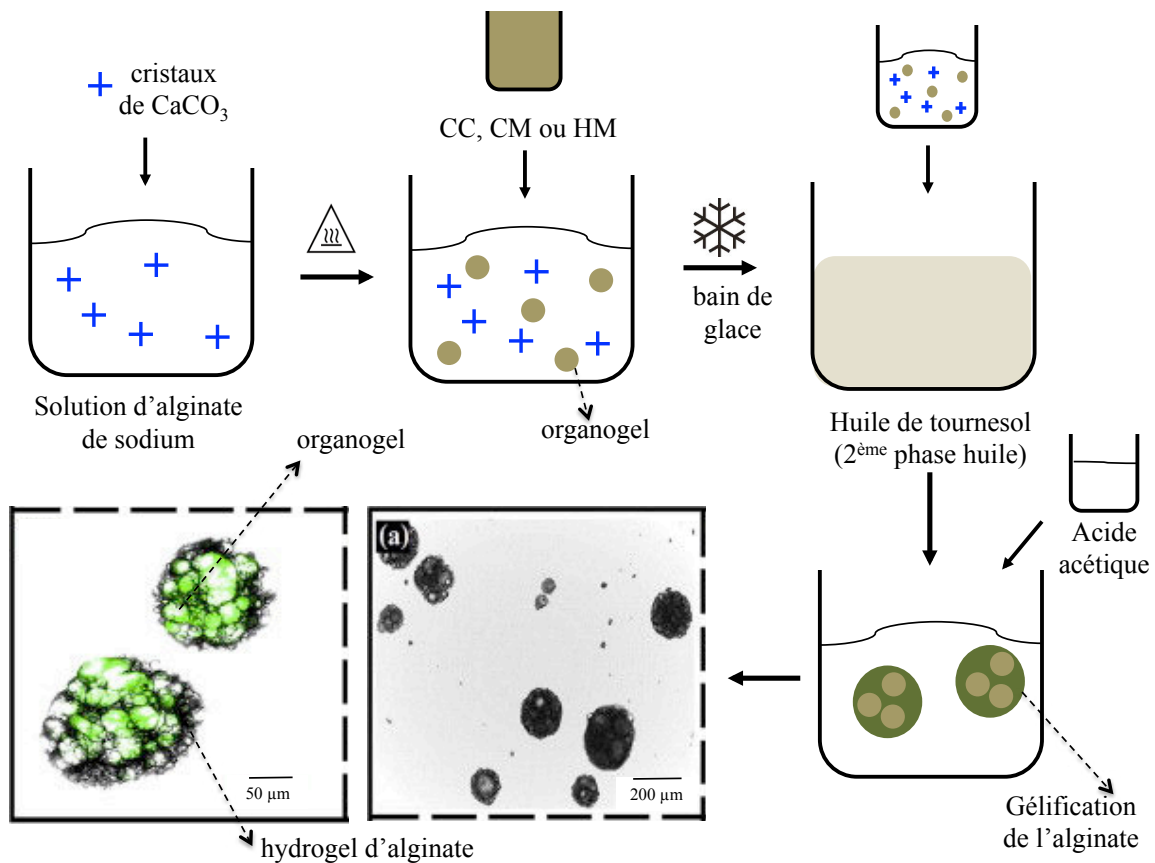 cristaux
de CaCO₃
CC, CM ou HM
bain de
glace
Solution d’alginate
de sodium
organogel
Huile de tournesol
(2ème phase huile)
organogel
Acide
acétique
(a)
50 µm
200 µm
hydrogel d’alginate
Gélification
de l’alginate